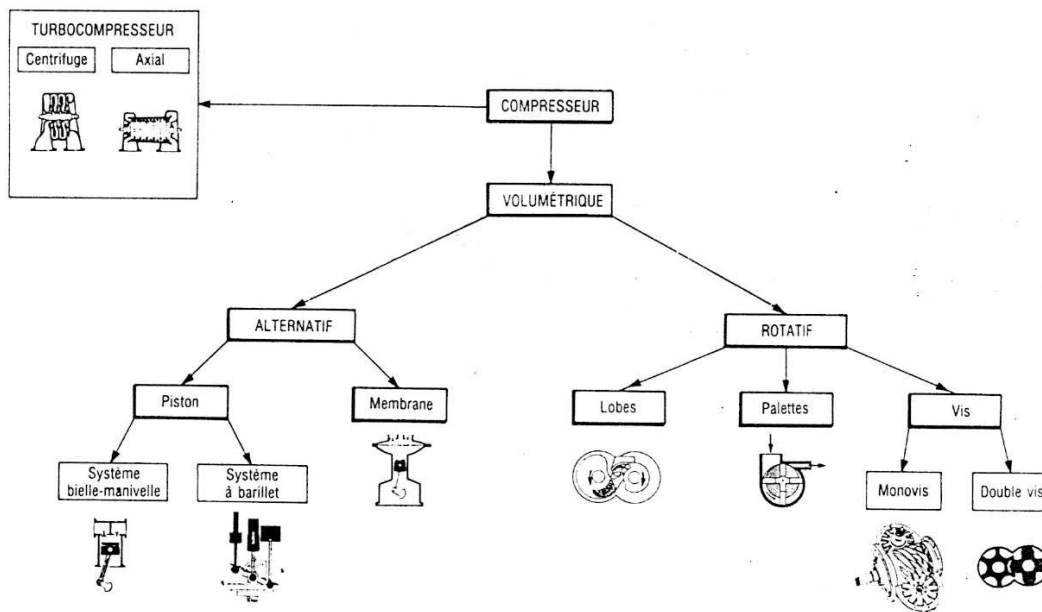 TURBOCOMPRESSEUR
Centrifuge
Axial
COMPRESSEUR
VOLUMÉTRIQUE
ALTERNATIF
ROTATIF
Piston
Membrane
Lobes
Palettes
Vis
Système
bielle-manivelle
Système
à barillet
Monovis
Double vis